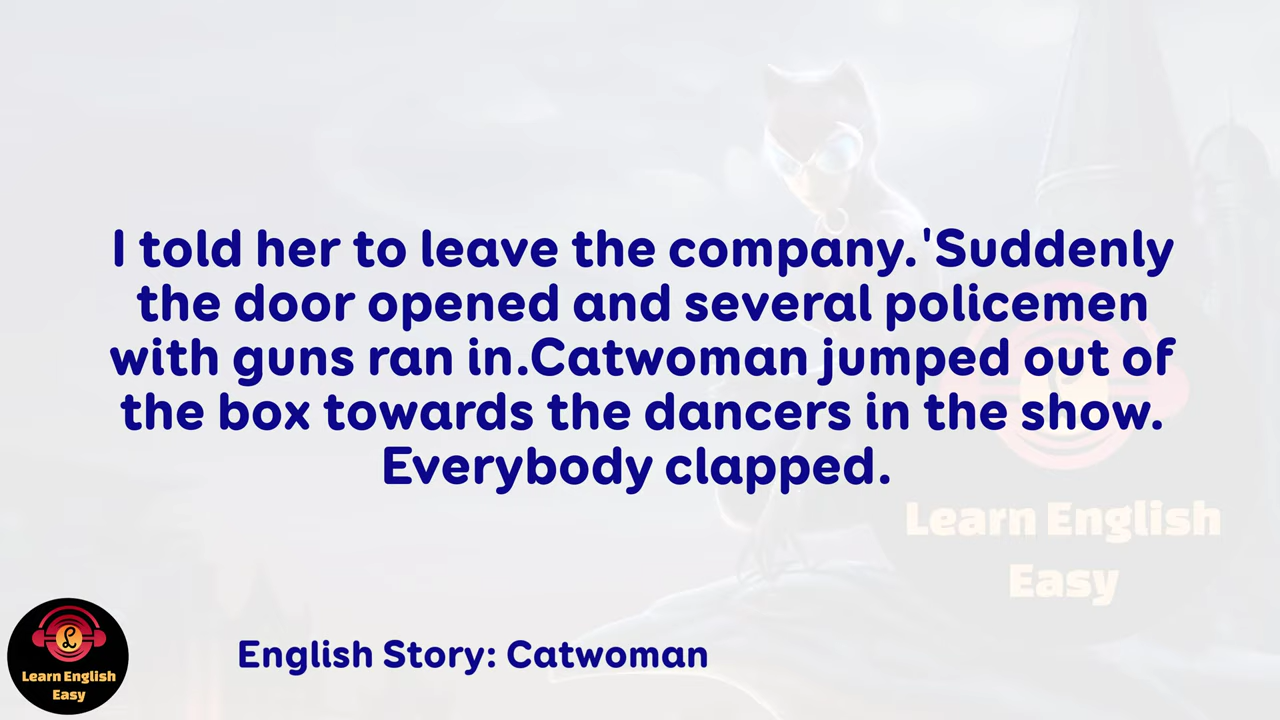 I told her to leave the company. 'Suddenly
the door opened and several policemen
with guns ran in.Catwoman jumped out of
the box towards the dancers in the show.
Everybody clapped.
Learn English
Easy
English Story: Catwoman
L
Learn English
Easy